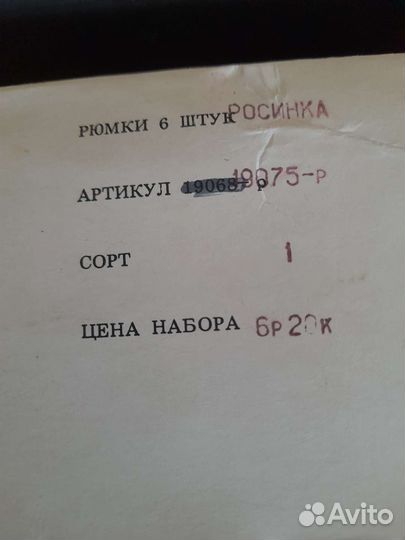 РЮМКИ 6 ШТУК РОСИНКА
АРТИКУЛ 19068 р 19075-Р
СОРТ 1
ЦЕНА НАБОРА 6р 20к
Avito